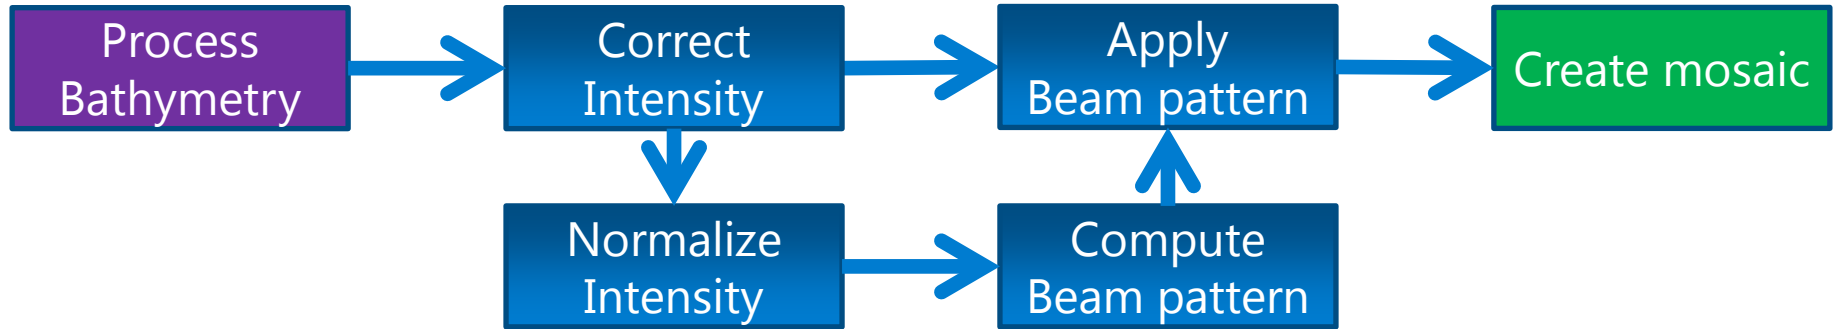 Process
Bathymetry
Correct
Intensity
Apply
Beam pattern
Create mosaic
Normalize
Intensity
Compute
Beam pattern